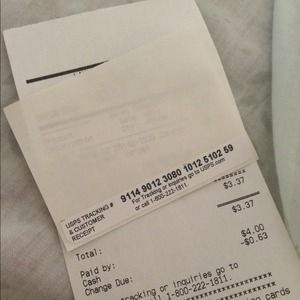 USPS TRACKING #
& CUSTOMER
RECEIPT
9114 9012 3080 1012 5102 59
For Tracking or inquiries go to USPS.com
or call 1-800-222-1811.
$3.37
$3.37
Total:
Paid by:
Cash $4.00
Change Due: -$0.63
tracking or inquiries go to
1-800-222-1811.
cards